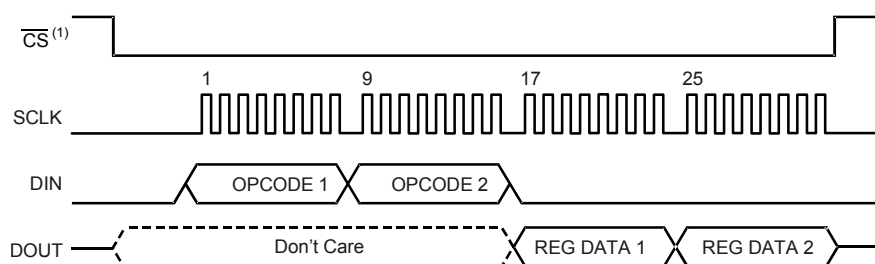 CS (1)
1 9 17 25
SCLK
DIN OPCODE 1 OPCODE 2
DOUT Don't Care REG DATA 1 REG DATA 2